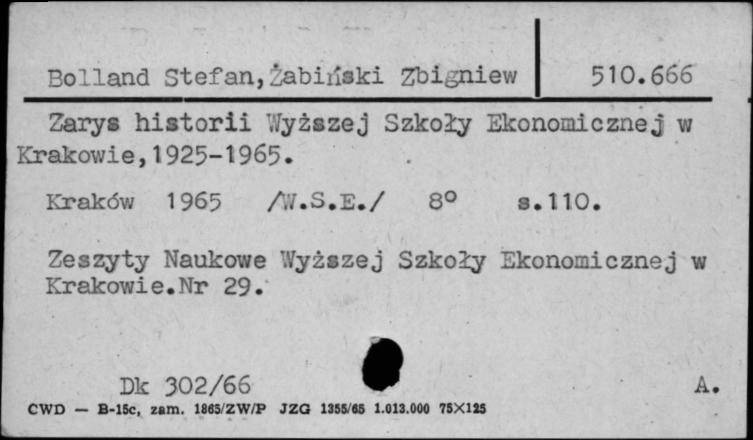 Bolland Stefan,Żabiński Zbigniew 510.666
Zarys historii Wyższej Szkoły Ekonomicznej w
Krakowie,1925-1965.
Kraków 1965 /W.S.E./ 8° s.110.
Zeszyty Naukowe Wyższej Szkoły Ekonomicznej w
Krakowie.Nr 29.
Dk 302/66 A.
CWD — B-15c, zam. 1865/ZW/P JZG 1355/65 1.013.000 75×125